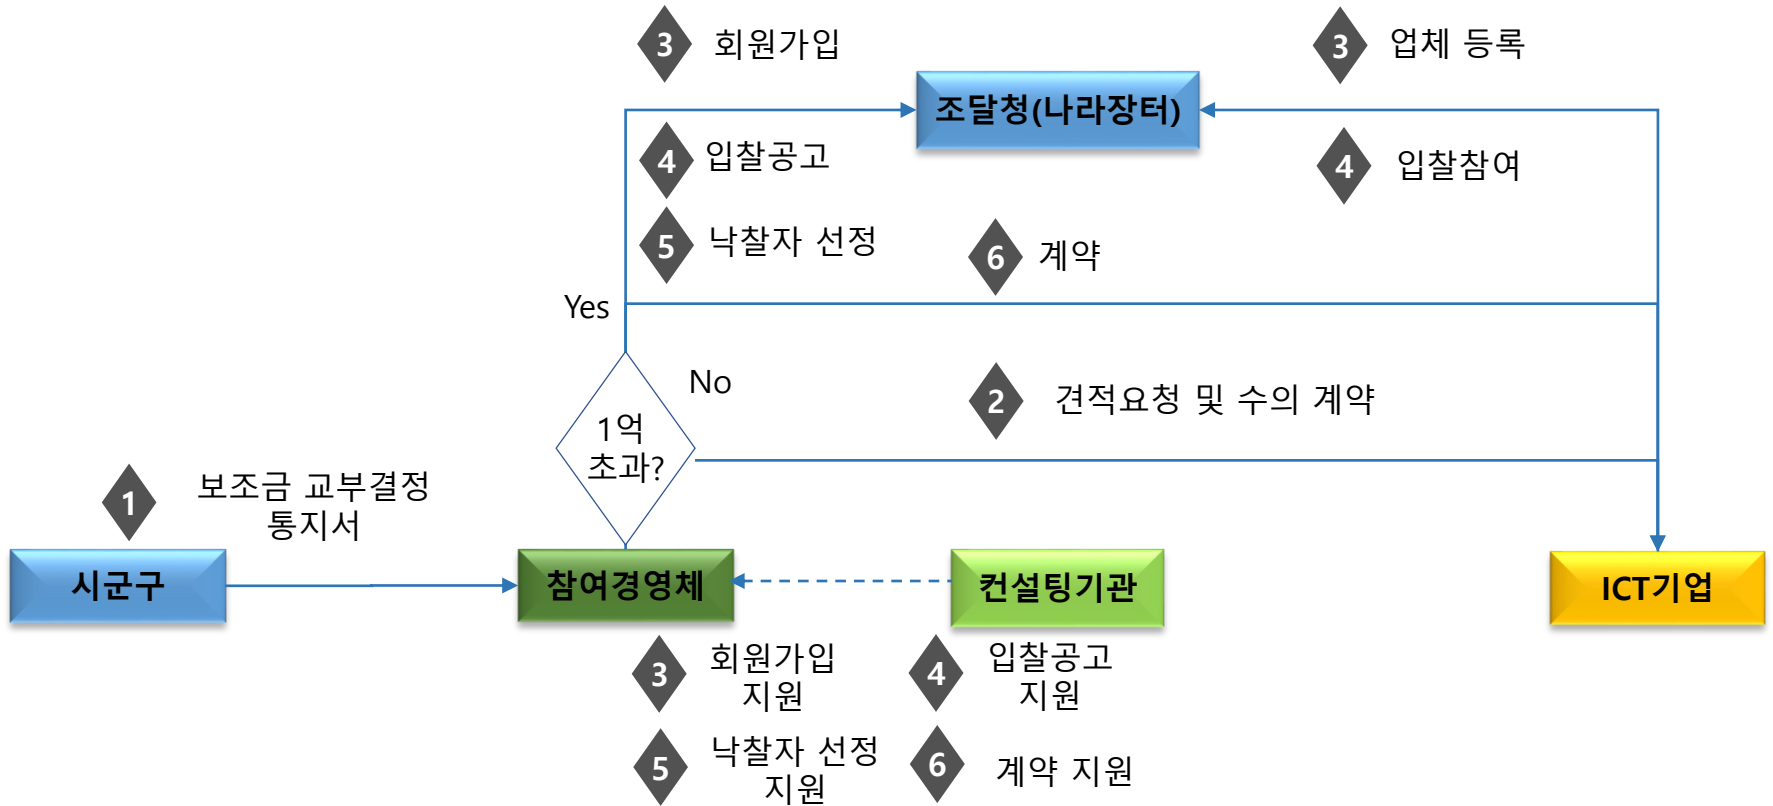 3 회원가입
3 업체 등록
조달청(나라장터)
4 입찰공고
4 입찰참여
5 낙찰자 선정
6 계약
Yes
No
2 견적요청 및 수의 계약
1억
초과?
1 보조금 교부결정
통지서
시군구
참여경영체
컨설팅기관
ICT기업
3 회원가입
지원
4 입찰공고
지원
5 낙찰자 선정
지원
6 계약 지원